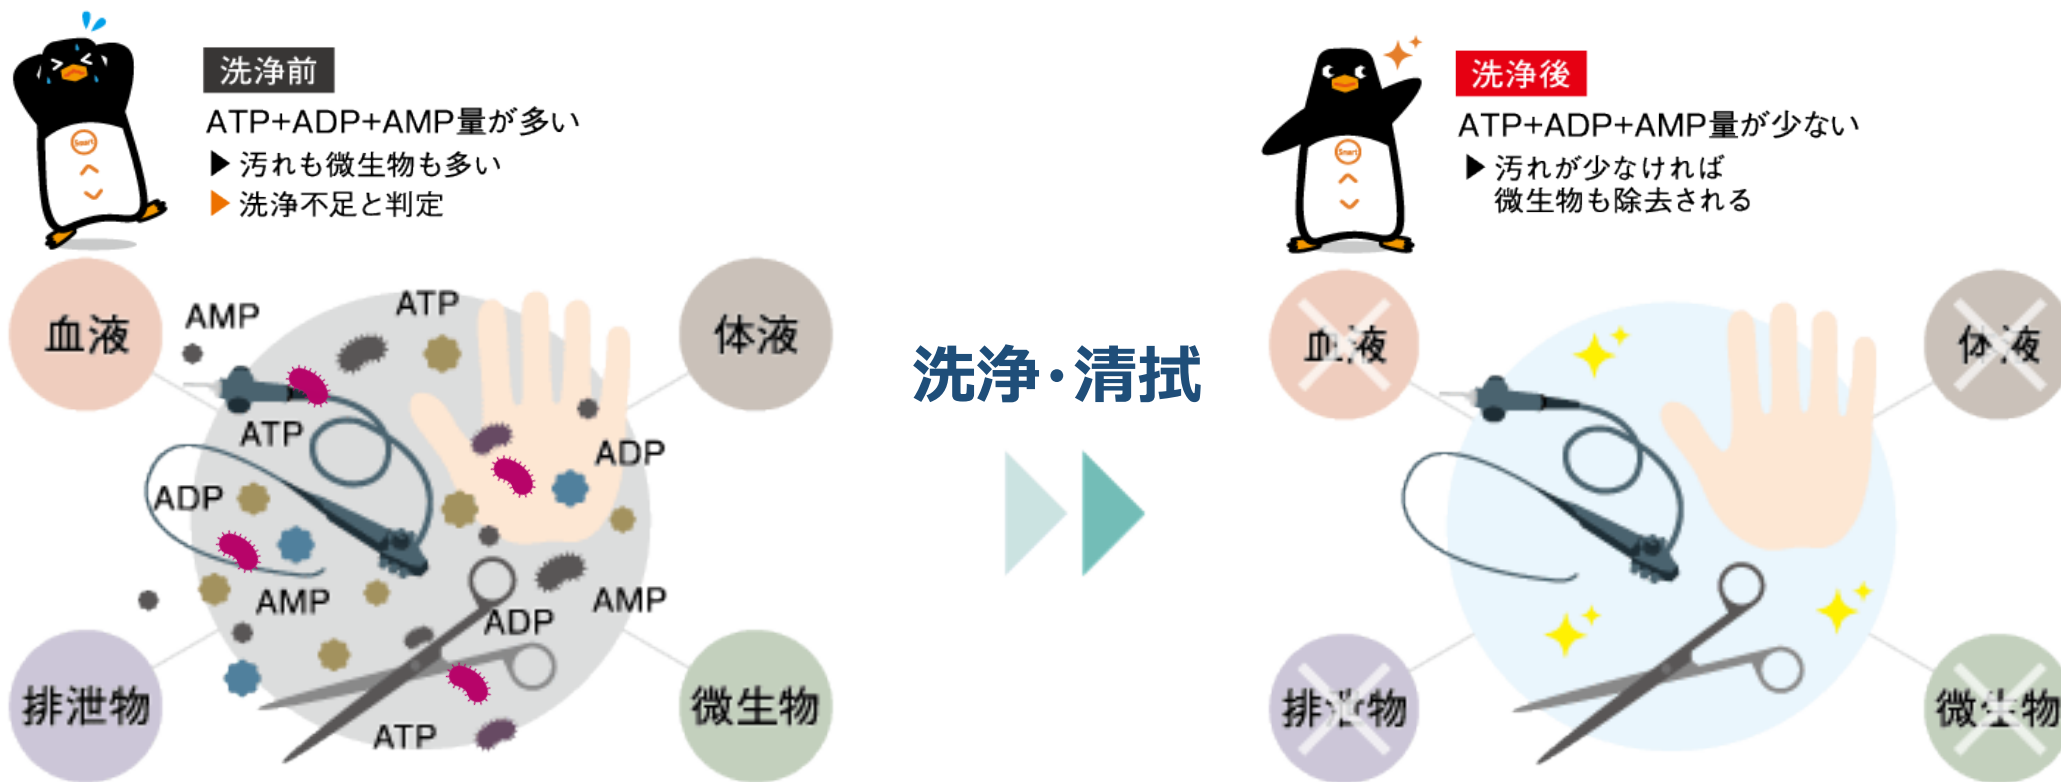 洗浄前
ATP+ADP+AMP量が多い
▶汚れも微生物も多い
▶洗浄不足と判定
血液
AMP
ATP
体液
ATP
ADP
ADP
AMP
ADP
AMP
排泄物
微生物
ATP
洗浄・清拭
洗浄後
ATP+ADP+AMP量が少ない
▶汚れが少なければ
微生物も除去される
血液
体液
排泄物
微生物